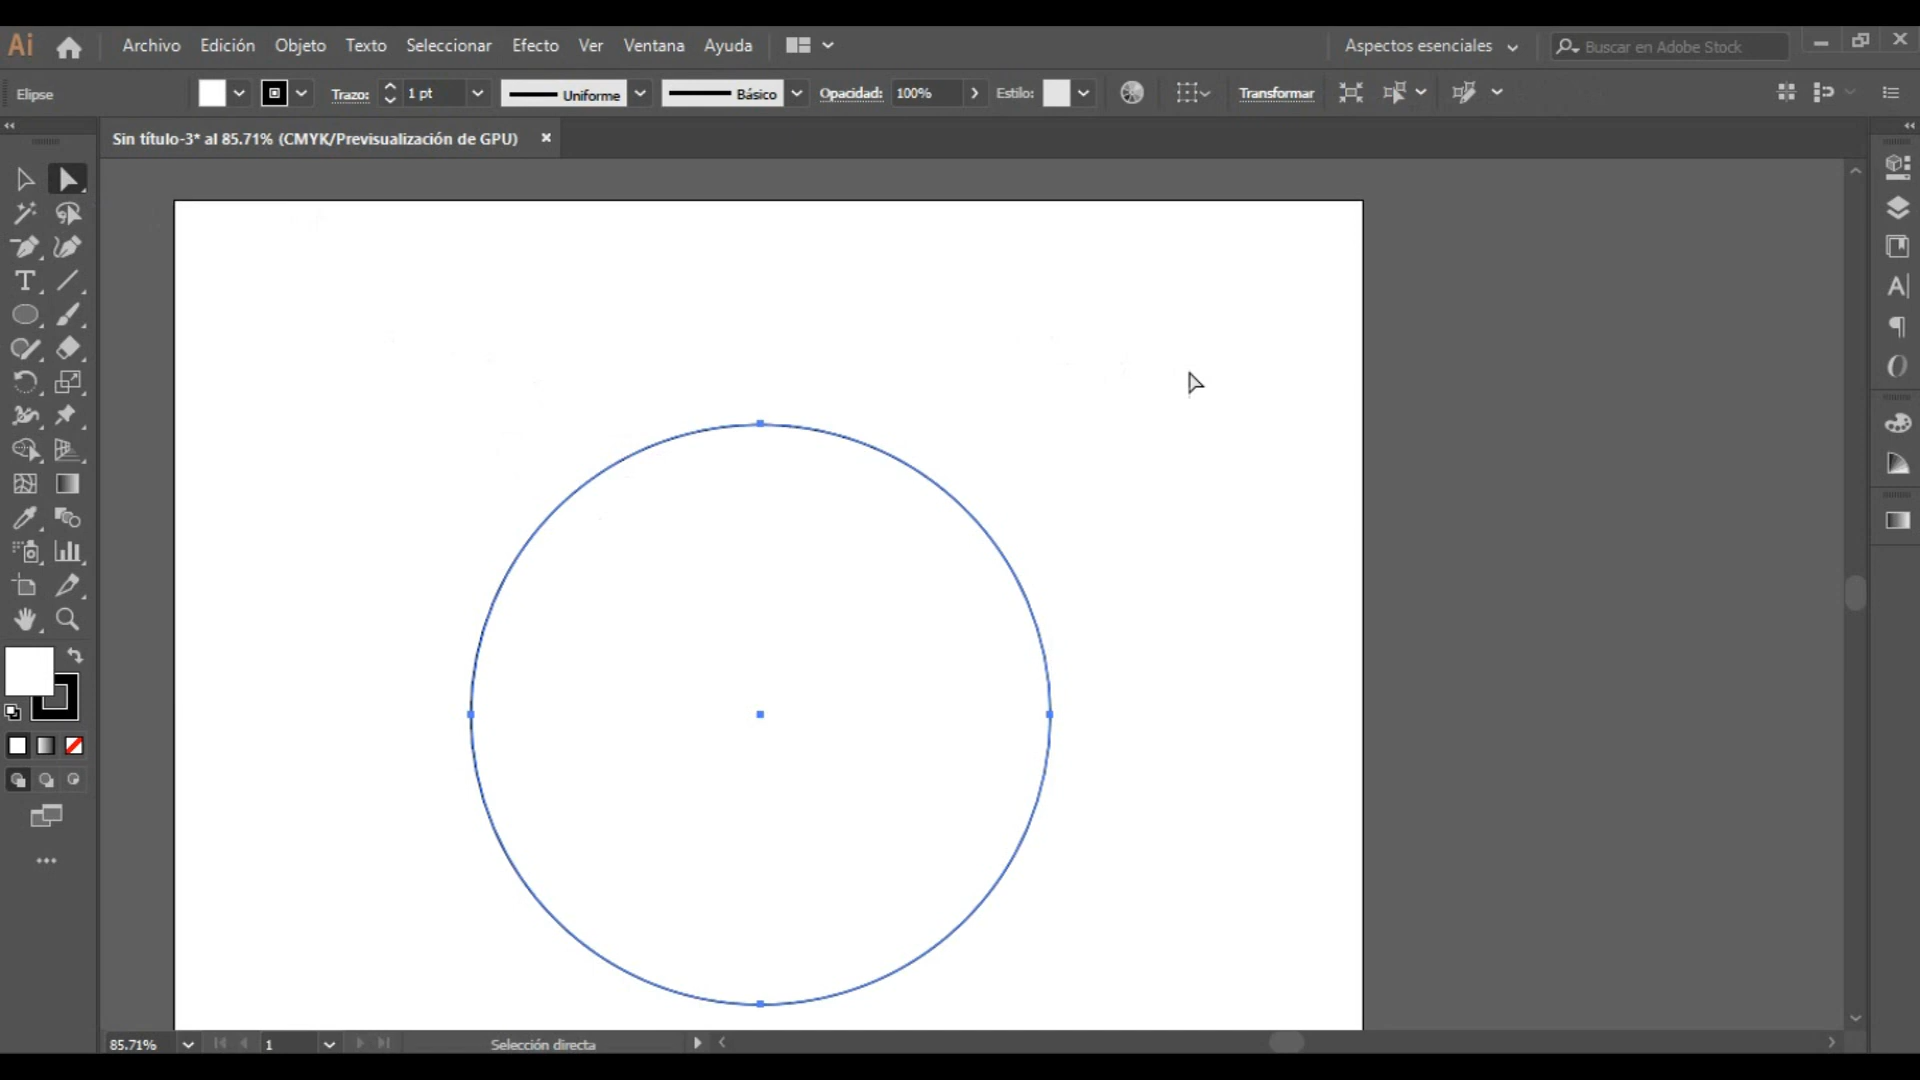 Ai Archivo Edición Objeto Texto Seleccionar Efecto Ver Ventana Ayuda Aspectos esenciales Buscar en Adobe Stock
Elipse Trazo: 1 pt Uniforme Básico Opacidad: 100% Estilo: Transformar
Sin título-3* al 85.71% (CMYK/Previsualización de GPU)
85.71% 1 Selección directa